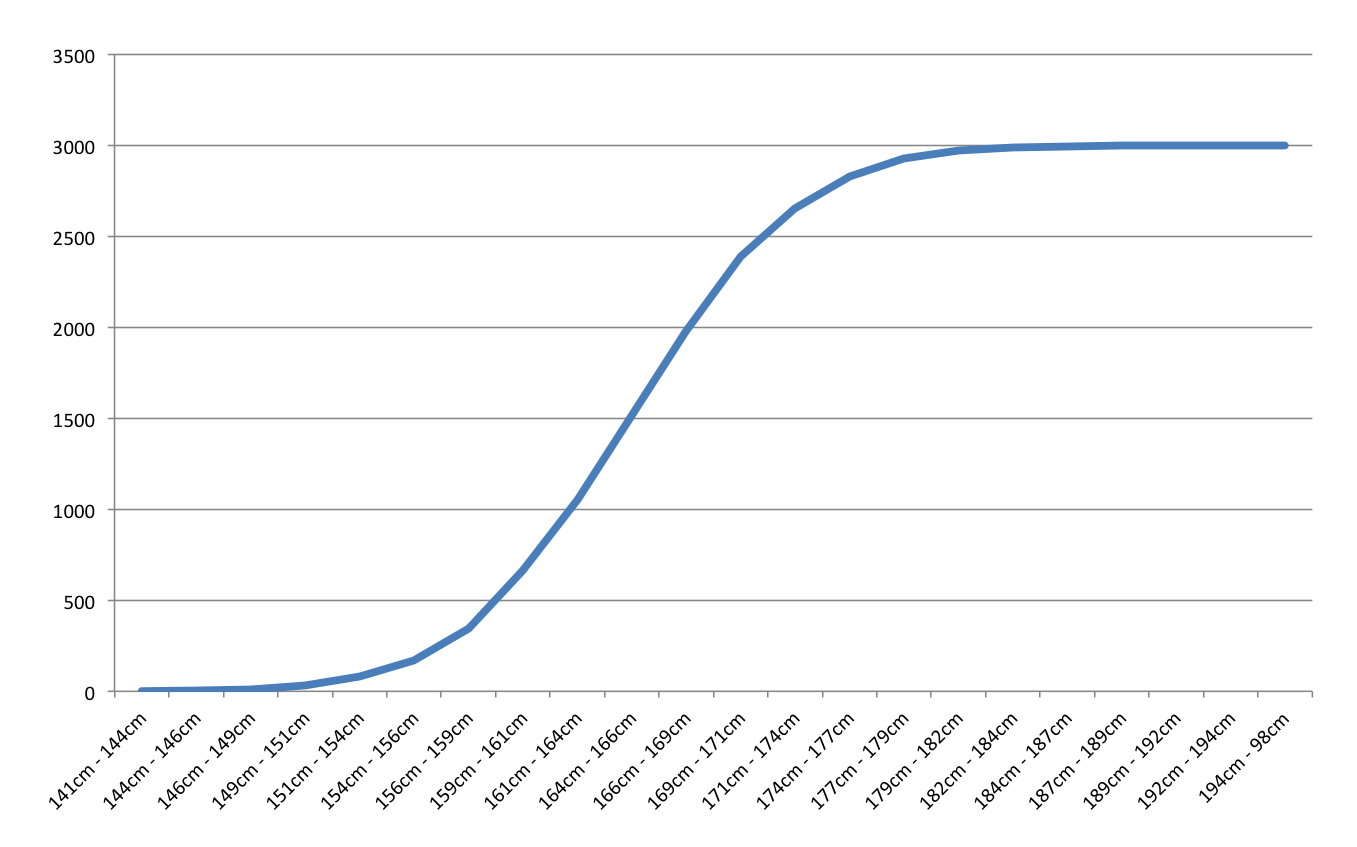 3500
3000
2500
2000
1500
1000
500
0
141cm - 144cm
144cm - 146cm
146cm - 149cm
149cm - 151cm
151cm - 154cm
154cm - 156cm
156cm - 159cm
159cm - 161cm
161cm - 164cm
164cm - 166cm
166cm - 169cm
169cm - 171cm
171cm - 174cm
174cm - 177cm
177cm - 179cm
179cm - 182cm
182cm - 184cm
184cm - 187cm
187cm - 189cm
189cm - 192cm
192cm - 194cm
194cm - 98cm